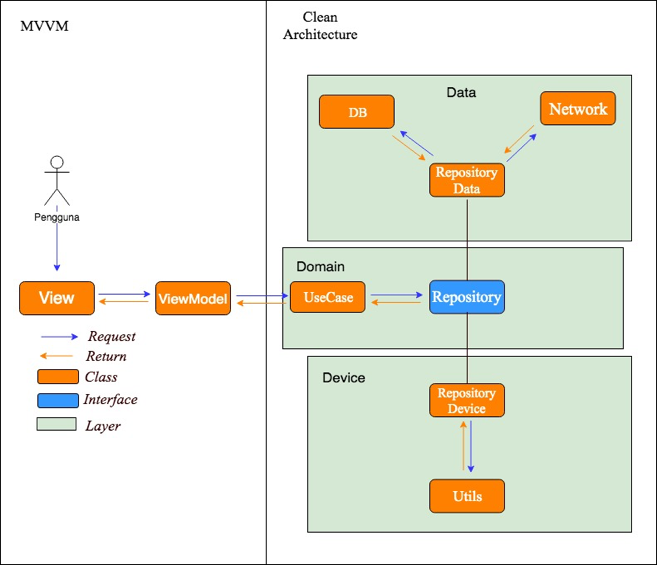 MVVM
Clean
Architecture
Data
DB
Network
Repository
Data
Pengguna
Domain
View
ViewModel
UseCase
Repository
Request
Return
Class
Interface
Layer
Device
Repository
Device
Utils